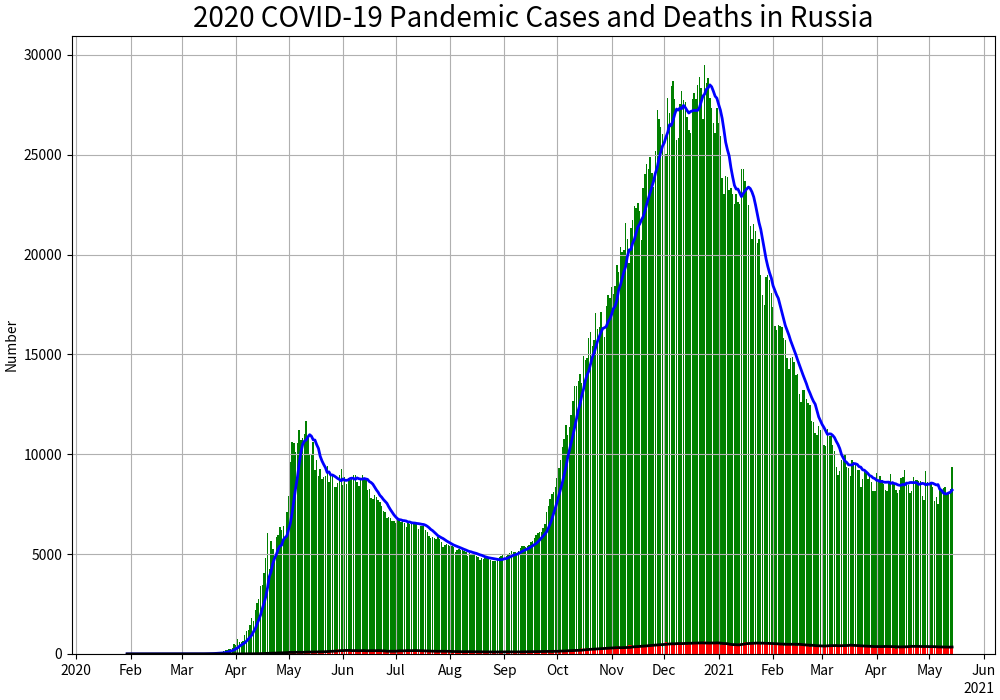 2020 COVID-19 Pandemic Cases and Deaths in Russia
30000
25000
20000
15000
10000
5000
0
Number
2020 Feb Mar Apr May Jun Jul Aug Sep Oct Nov Dec 2021 Feb Mar Apr May Jun
2021